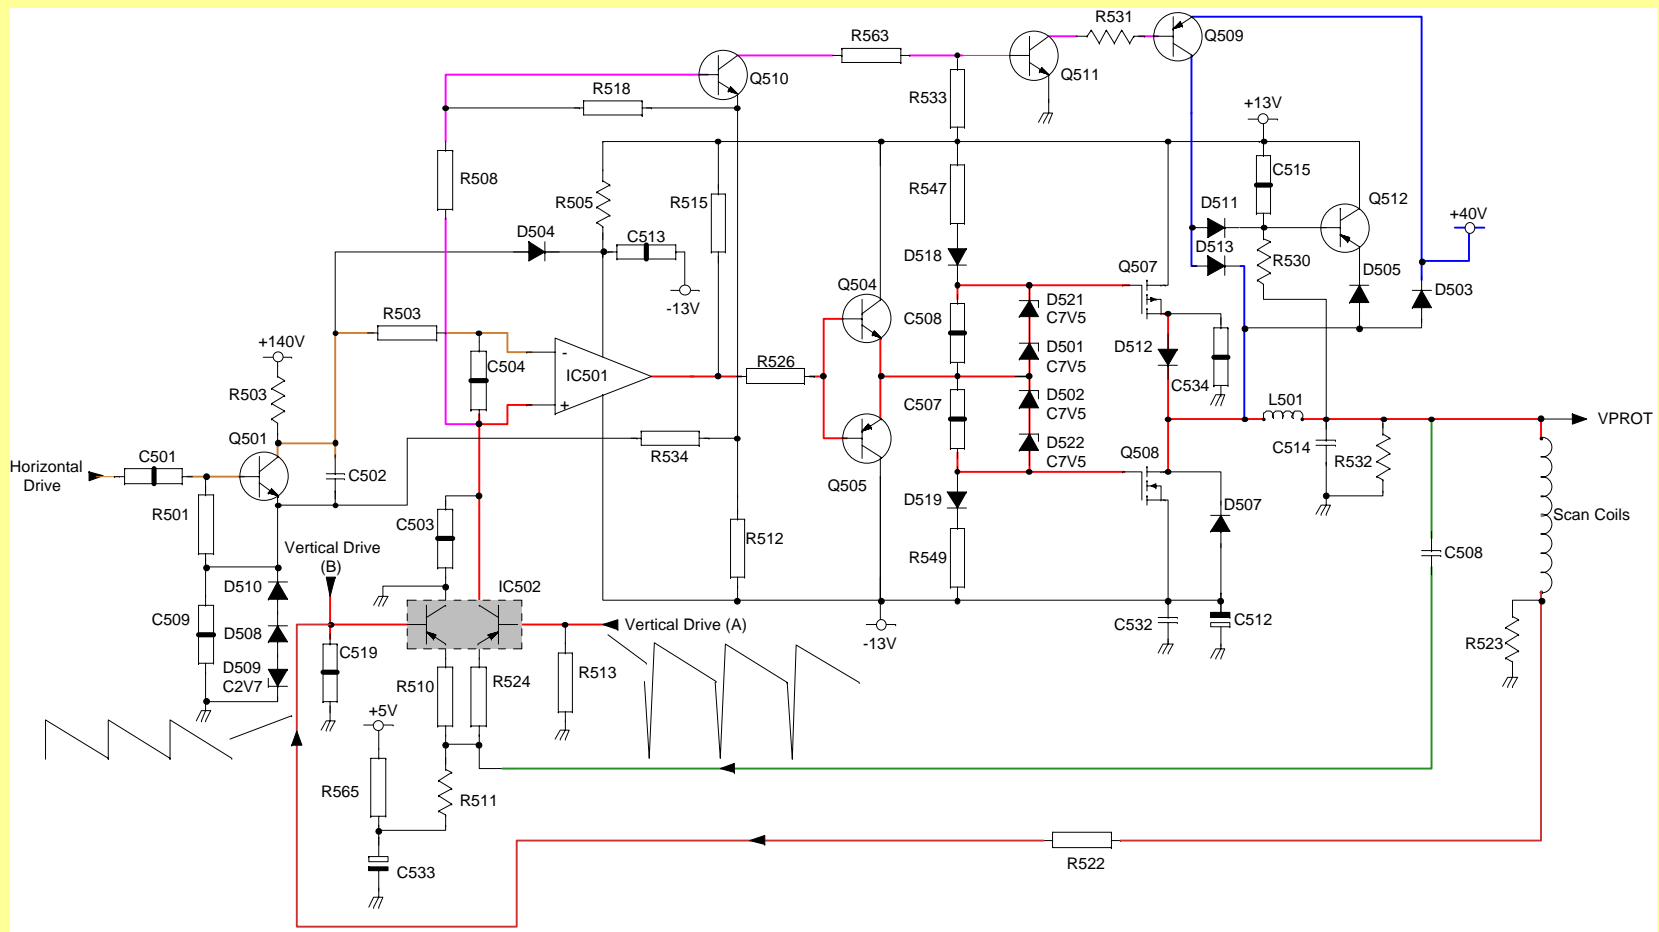 R531
Q509
R563
Q510
Q511
R518
R533
+13V
R508
R547
C515
R505
R515
D511
Q512
D504
C513
+40V
D513
D518
R530
Q507
D505
Q504
D503
-13V
D521
C7V5
R503
C508
+140V
D501
C7V5
D512
C504
IC501
R526
C534
R503
D502
C7V5
C507
L501
VPROT
Q501
D522
C7V5
C514
R532
Horizontal
Drive
C501
R534
Q508
C502
Q505
D519
D507
R501
C503
R512
Scan Coils
Vertical Drive
(B)
R549
C508
D510
IC502
C509
D508
Vertical Drive (A)
C532
C512
-13V
R523
C519
D509
C2V7
R510
R524
R513
+5V
R565
R511
C533
R522
-
+